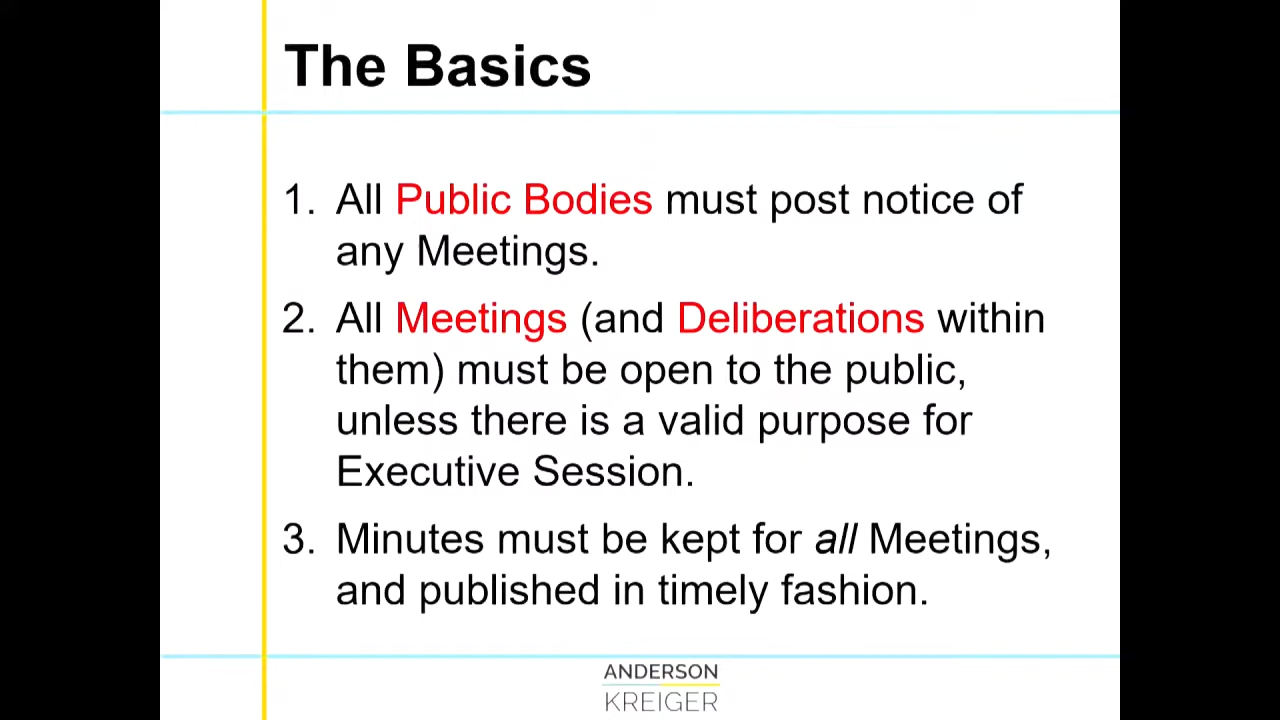 The Basics
1. All Public Bodies must post notice of
any Meetings.
2. All Meetings (and Deliberations within
them) must be open to the public,
unless there is a valid purpose for
Executive Session.
3. Minutes must be kept for all Meetings,
and published in timely fashion.
ANDERSON
KREIGER